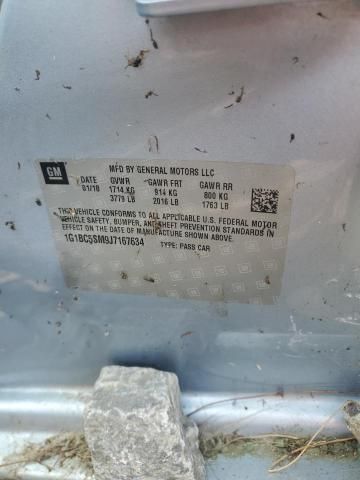 GM
MFD BY GENERAL MOTORS LLC
DATE GVWR GAWR FRT GAWR RR
01/18 1714 KG 914 KG 800 KG
3779 LB 2016 LB 1763 LB
THIS VEHICLE CONFORMS TO ALL APPLICABLE U.S. FEDERAL MOTOR
VEHICLE SAFETY, BUMPER, AND THEFT PREVENTION STANDARDS IN
EFFECT ON THE DATE OF MANUFACTURE SHOWN ABOVE.
1G1BC5SM9J7167634 TYPE: PASS CAR